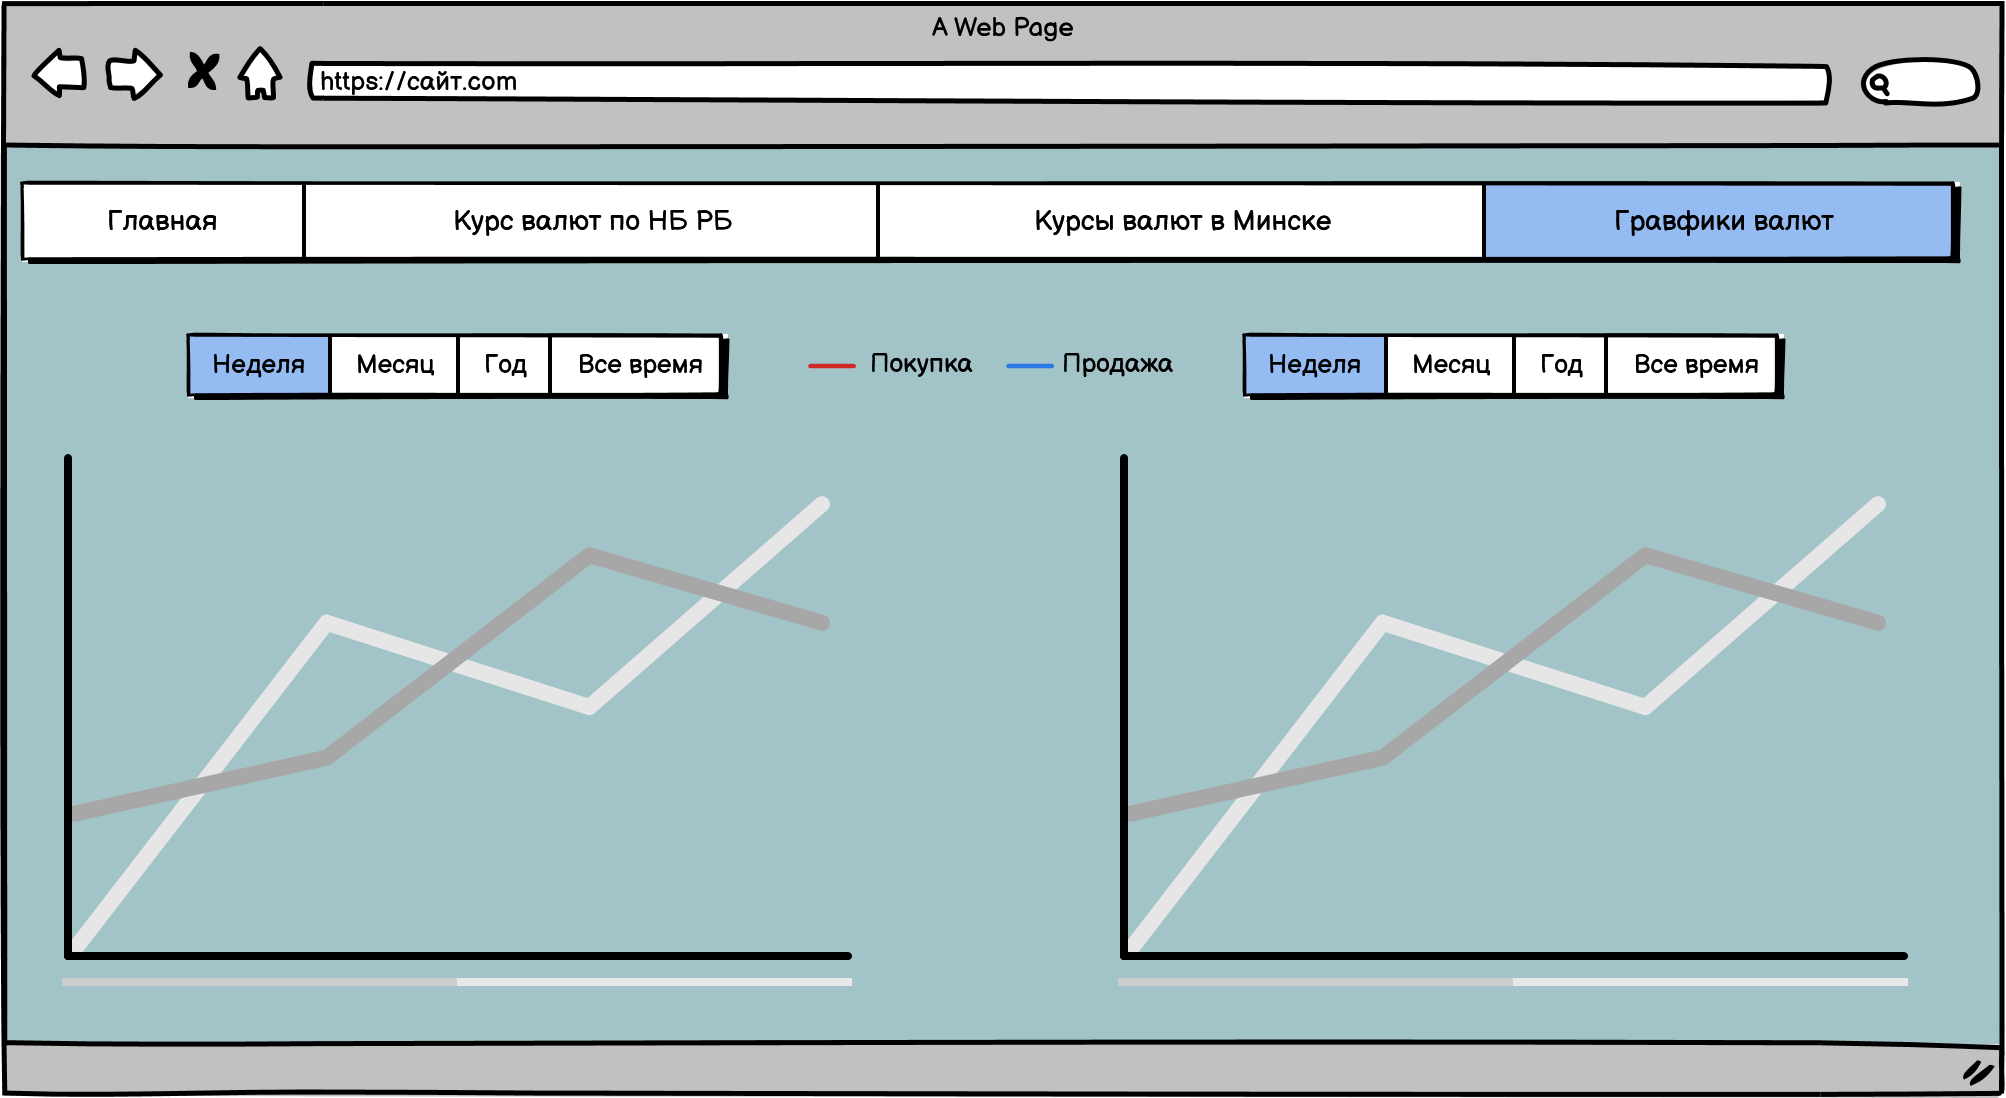 A Web Page
https://сайт.com
Главная
Курс валют по НБ РБ
Курсы валют в Минске
Гравфики валют
Неделя
Месяц
Год
Все время
Покупка
Продажа
Неделя
Месяц
Год
Все время